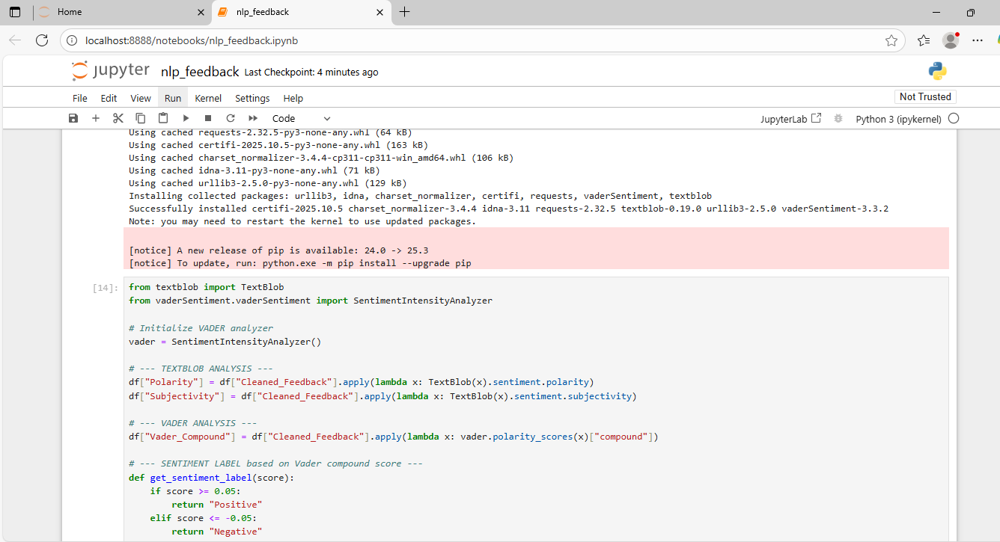 Home
nlp_feedback
localhost:8888/notebooks/nlp_feedback.ipynb
jupyter nlp_feedback Last Checkpoint: 4 minutes ago
File Edit View Run Kernel Settings Help
Not Trusted
Code
JupyterLab
Python 3 (ipykernel)
Using cached requests-2.32.5-py3-none-any.whl (64 kB)
Using cached certifi-2025.10.5-py3-none-any.whl (163 kB)
Using cached charset_normalizer-3.4.4-cp311-cp311-win_amd64.whl (106 kB)
Using cached idna-3.11-py3-none-any.whl (71 kB)
Using cached urllib3-2.5.0-py3-none-any.whl (129 kB)
Installing collected packages: urllib3, idna, charset_normalizer, certifi, requests, vaderSentiment, textblob
Successfully installed certifi-2025.10.5 charset_normalizer-3.4.4 idna-3.11 requests-2.32.5 textblob-0.19.0 urllib3-2.5.0 vaderSentiment-3.3.2
Note: you may need to restart the kernel to use updated packages.
[notice] A new release of pip is available: 24.0 -> 25.3
[notice] To update, run: python.exe -m pip install --upgrade pip
[14]:
from textblob import TextBlob
from vaderSentiment.vaderSentiment import SentimentIntensityAnalyzer
# Initialize VADER analyzer
vader = SentimentIntensityAnalyzer()
# --- TEXTBLOB ANALYSIS ---
df["Polarity"] = df["Cleaned_Feedback"].apply(lambda x: TextBlob(x).sentiment.polarity)
df["Subjectivity"] = df["Cleaned_Feedback"].apply(lambda x: TextBlob(x).sentiment.subjectivity)
# --- VADER ANALYSIS ---
df["Vader_Compound"] = df["Cleaned_Feedback"].apply(lambda x: vader.polarity_scores(x)["compound"])
# --- SENTIMENT LABEL based on Vader compound score ---
def get_sentiment_label(score):
    if score >= 0.05:
        return "Positive"
    elif score <= -0.05:
        return "Negative"